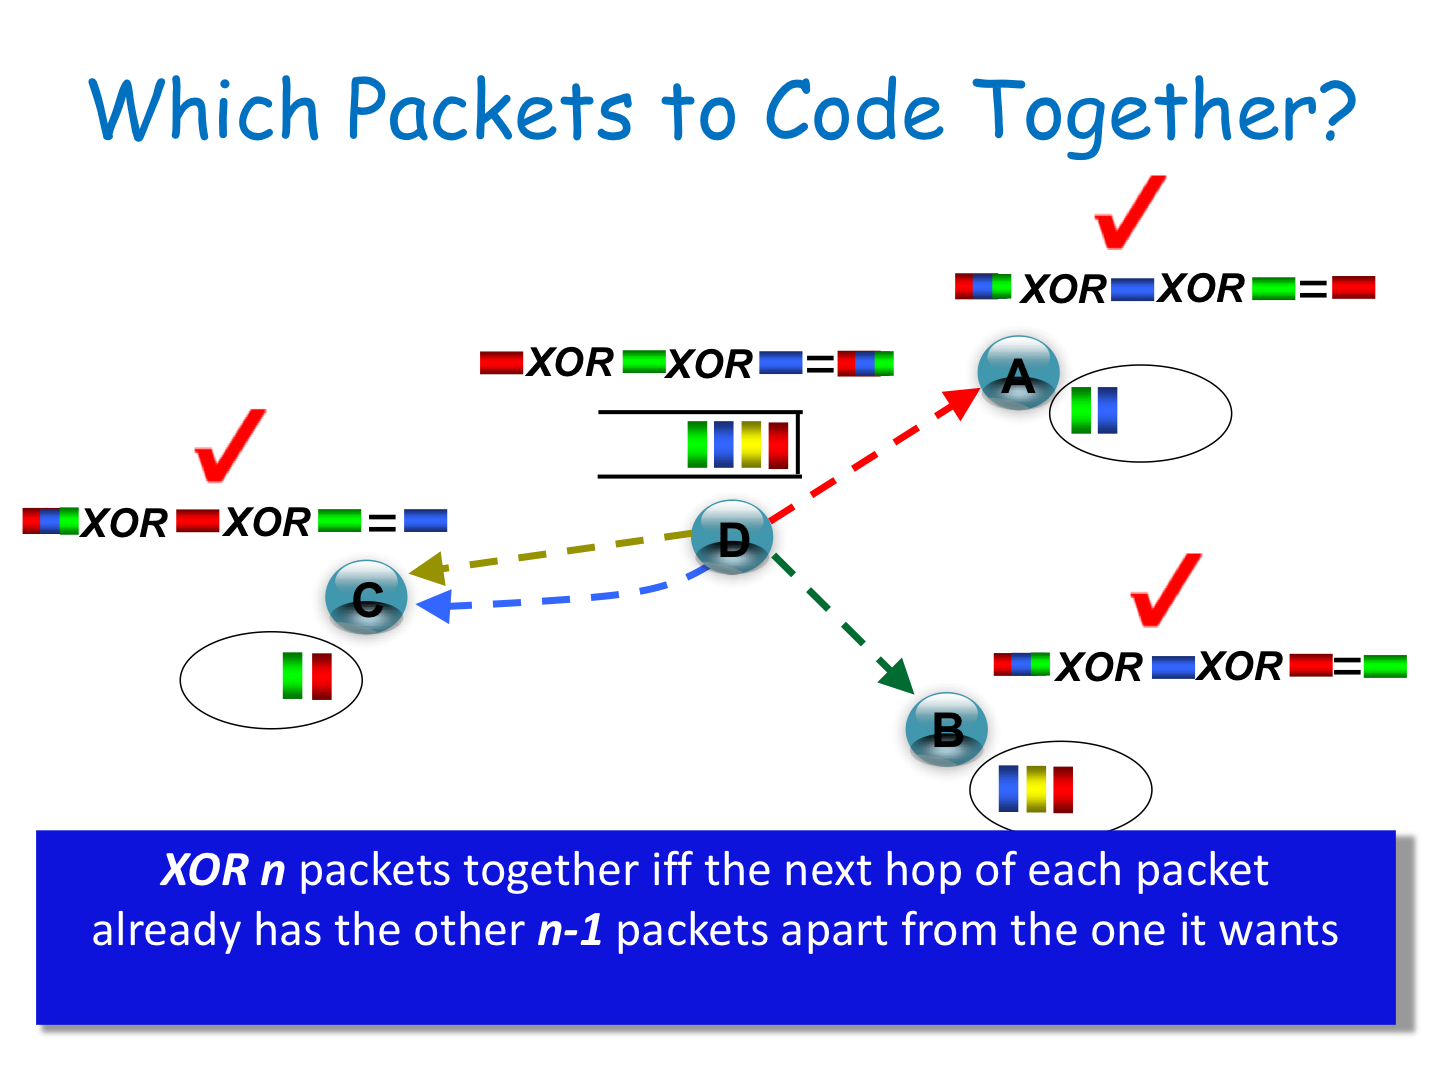 Which Packets to Code Together?
XOR XOR =
A
XOR XOR =
XOR XOR =
D
C
XOR XOR =
B
XOR n packets together iff the next hop of each packet
already has the other n-1 packets apart from the one it wants